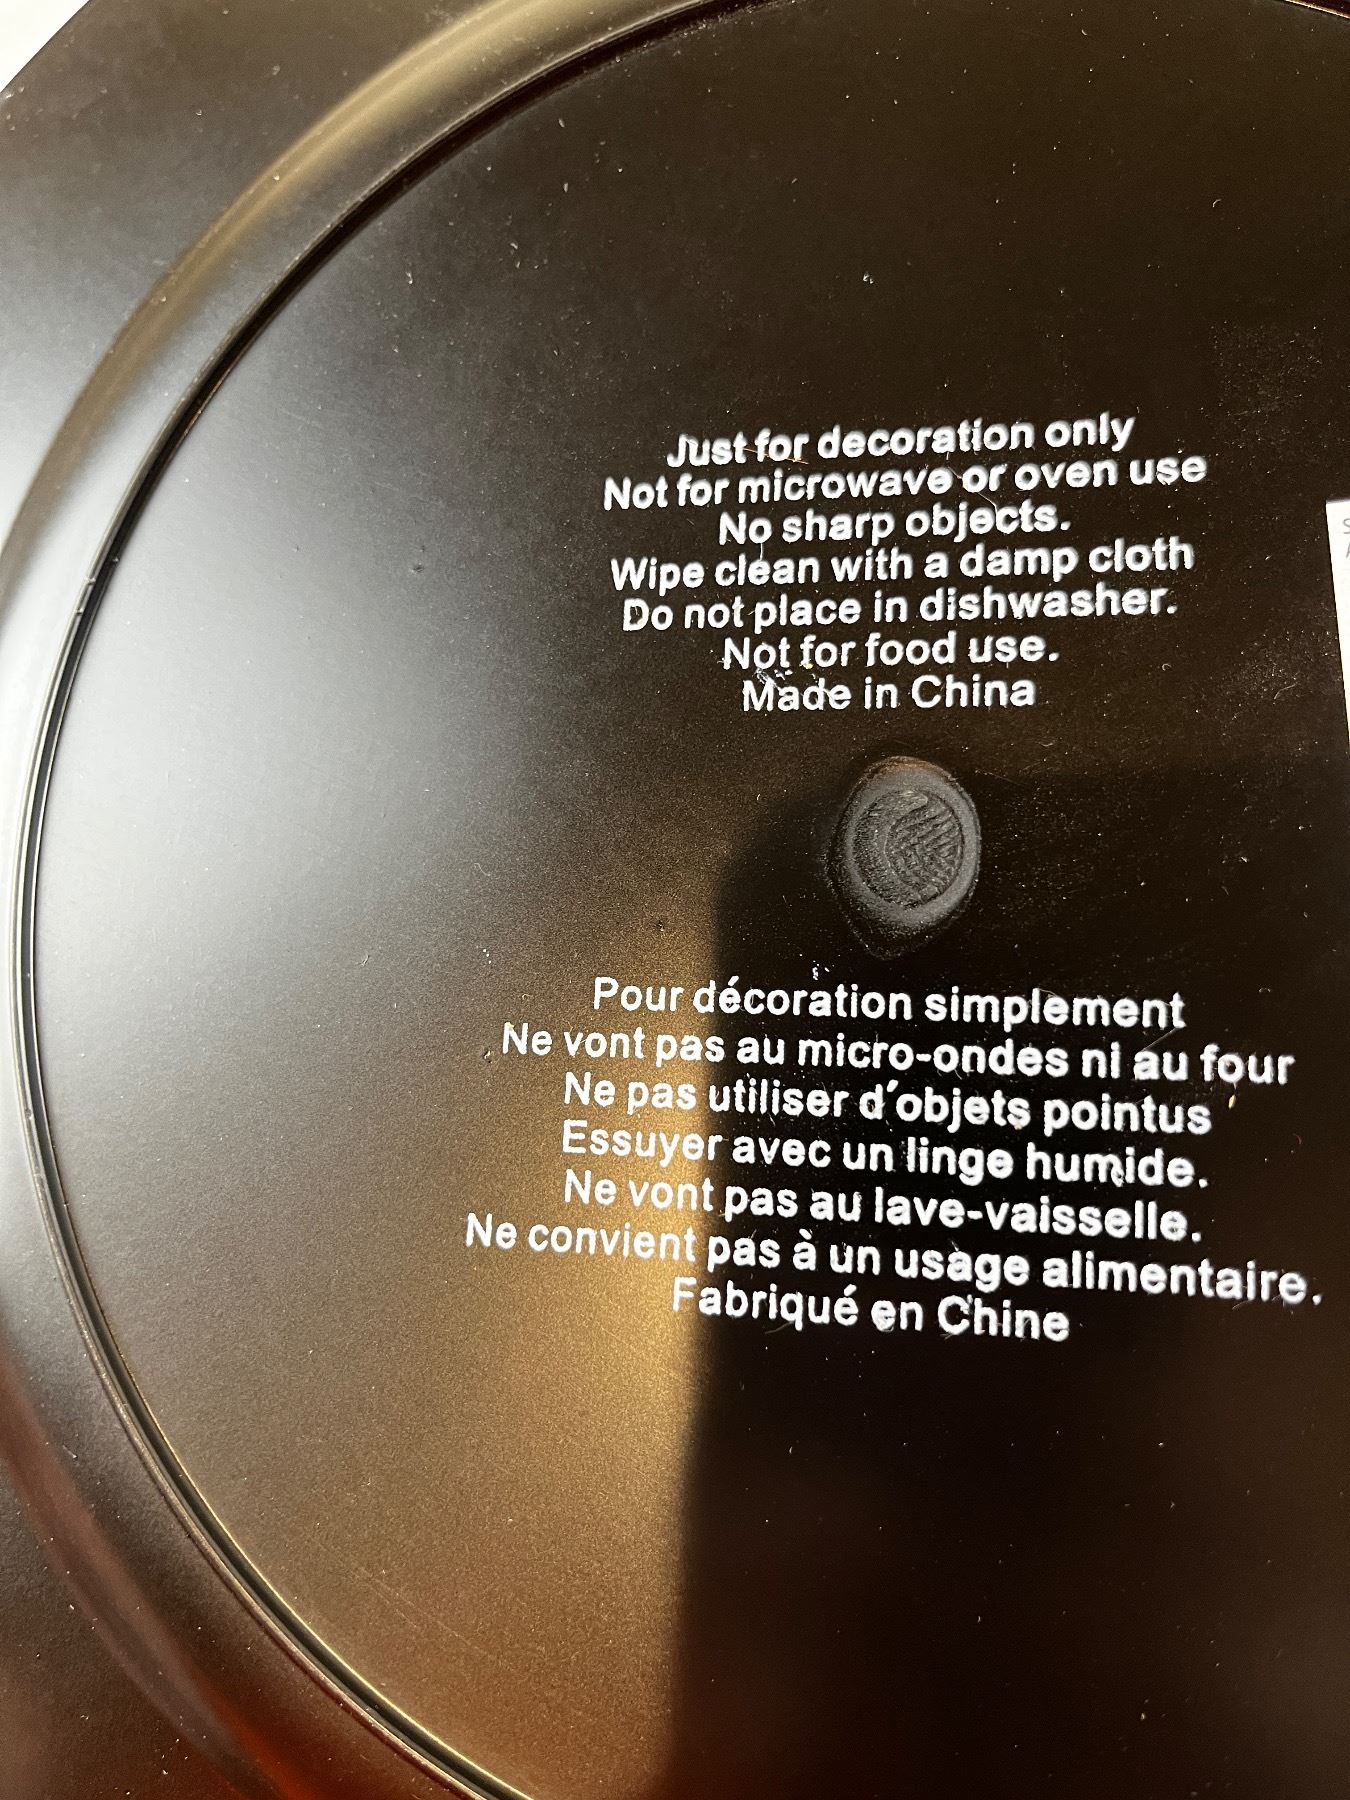 Just for decoration only
Not for microwave or oven use
No sharp objects.
Wipe clean with a damp cloth
Do not place in dishwasher.
Not for food use.
Made in China
Pour décoration simplement
Ne vont pas au micro-ondes ni au four
Ne pas utiliser d'objets pointus
Essuyer avec un linge humide.
Ne vont pas au lave-vaisselle.
Ne convient pas à un usage alimentaire.
Fabriqué en Chine